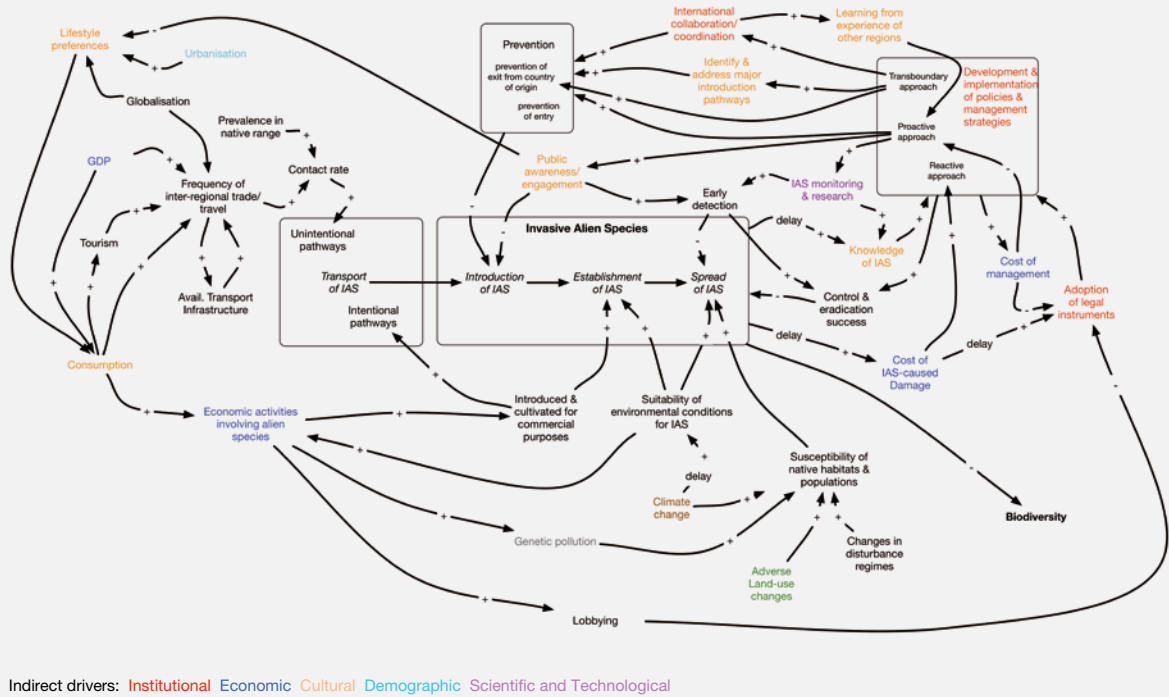 Lifestyle
preferences
Urbanisation
Globalisation
Prevalence in
native range
GDP
Contact rate
Frequency of
inter-regional trade/
travel
Tourism
Avail. Transport
Infrastructure
Consumption
Economic activities
involving alien
species
Prevention
prevention of
exit from country
of origin
prevention
of entry
International
collaboration/
coordination
Learning from
experience of
other regions
Identify &
address major
introduction
pathways
Transboundary
approach
Development &
implementation
of policies &
management
strategies
Proactive
approach
Reactive
approach
Public
awareness/
engagement
IAS monitoring
& research
Early
detection
delay
Knowledge
of IAS
Cost of
management
Adoption
of legal
instruments
Unintentional
pathways
Transport
of IAS
Intentional
pathways
Invasive Alien Species
Introduction
of IAS
Establishment
of IAS
Spread
of IAS
Control &
eradication
success
delay
delay
Cost of
IAS-caused
Damage
Introduced &
cultivated for
commercial
purposes
Suitability of
environmental conditions
for IAS
delay
Climate
change
Susceptibility of
native habitats &
populations
Biodiversity
Genetic pollution
Changes in
disturbance
regimes
Adverse
Land-use
changes
Lobbying
Indirect drivers: Institutional Economic Cultural Demographic Scientific and Technological